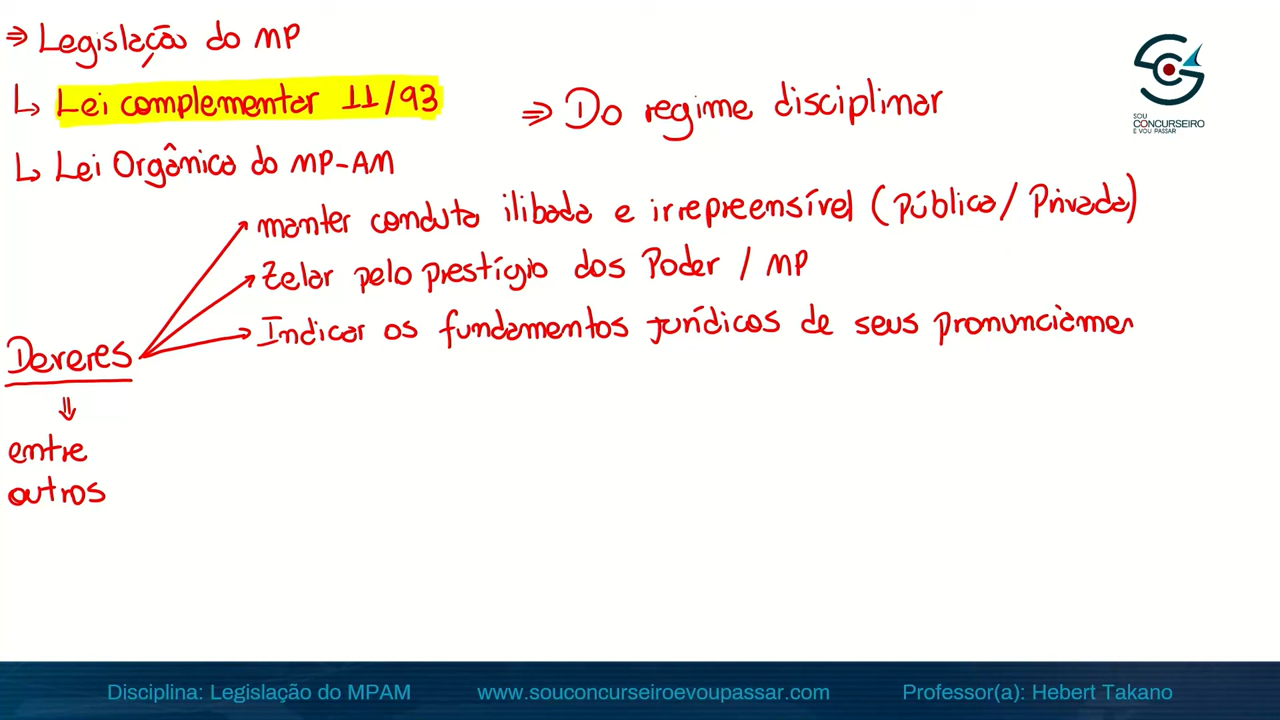 ⇒ Legislação do MP
↳ Lei complementar 11/93
⇒ Do regime disciplinar
↳ Lei Orgânica do MP-AM
SOU
CONCURSEIRO
E VOU PASSAR
manter conduta ilibada e irrepreensível (Pública/Privada)
Zelar pelo prestígio dos Poder / MP
Indicar os fundamentos jurídicos de seus pronunciamen
Deveres
⇓
entre
outros
Disciplina: Legislação do MPAM www.souconcurseiroevoupassar.com Professor(a): Hebert Takano